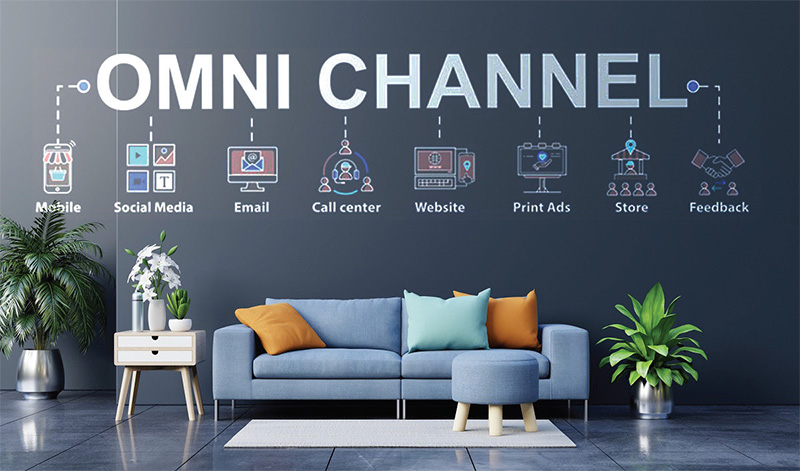 OMNI CHANNEL
Mobile Social Media Email Call center Website Print Ads Store Feedback